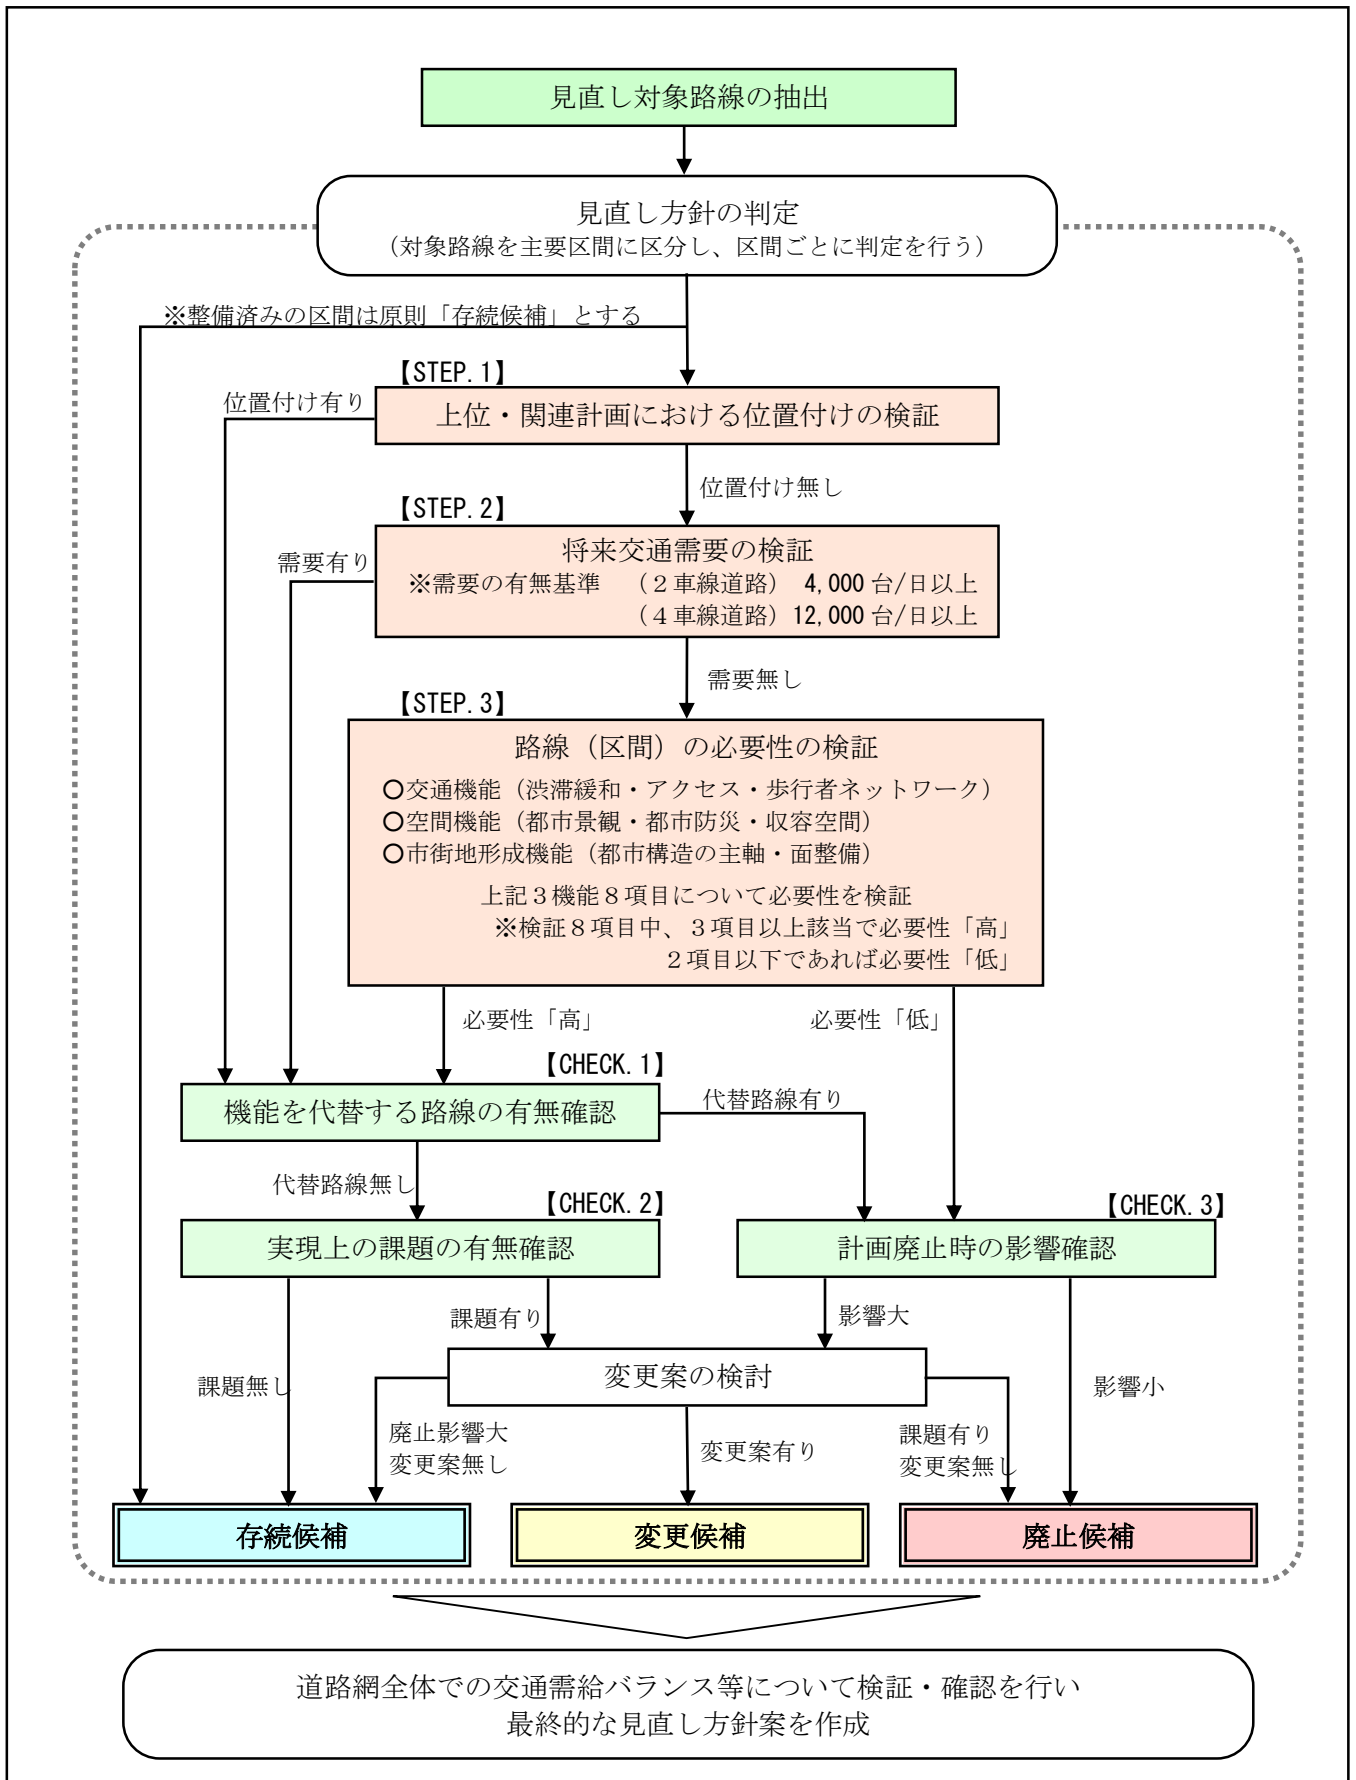 見直し対象路線の抽出
見直し方針の判定
（対象路線を主要区間に区分し、区間ごとに判定を行う）
※整備済みの区間は原則「存続候補」とする
【STEP.1】
位置付け有り
上位・関連計画における位置付けの検証
位置付け無し
【STEP.2】
需要有り
将来交通需要の検証
※需要の有無基準　（２車線道路） 4,000 台/日以上
（４車線道路）12,000 台/日以上
需要無し
【STEP.3】
路線（区間）の必要性の検証
○交通機能（渋滞緩和・アクセス・歩行者ネットワーク）
○空間機能（都市景観・都市防災・収容空間）
○市街地形成機能（都市構造の主軸・面整備）
上記３機能８項目について必要性を検証
※検証８項目中、３項目以上該当で必要性「高」
２項目以下であれば必要性「低」
必要性「高」
必要性「低」
【CHECK.1】
機能を代替する路線の有無確認
代替路線有り
代替路線無し
【CHECK.2】
【CHECK.3】
実現上の課題の有無確認
計画廃止時の影響確認
課題有り
影響大
変更案の検討
課題無し
影響小
廃止影響大
変更案無し
変更案有り
課題有り
変更案無し
存続候補
変更候補
廃止候補
道路網全体での交通需給バランス等について検証・確認を行い
最終的な見直し方針案を作成